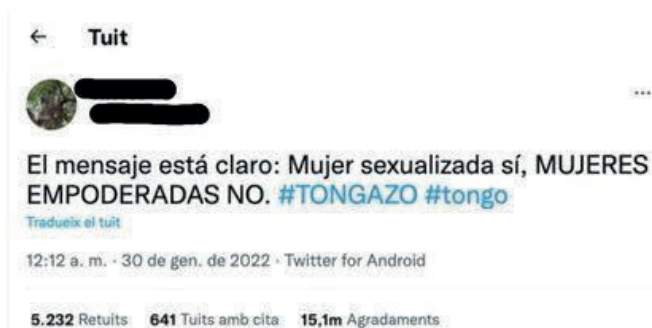 ← Tuit
...
El mensaje está claro: Mujer sexualizada sí, MUJERES
EMPODERADAS NO. #TONGAZO #tongo
Tradueix el tuit
12:12 a. m. · 30 de gen. de 2022 · Twitter for Android
5.232 Retuits 641 Tuits amb cita 15,1m Agradaments